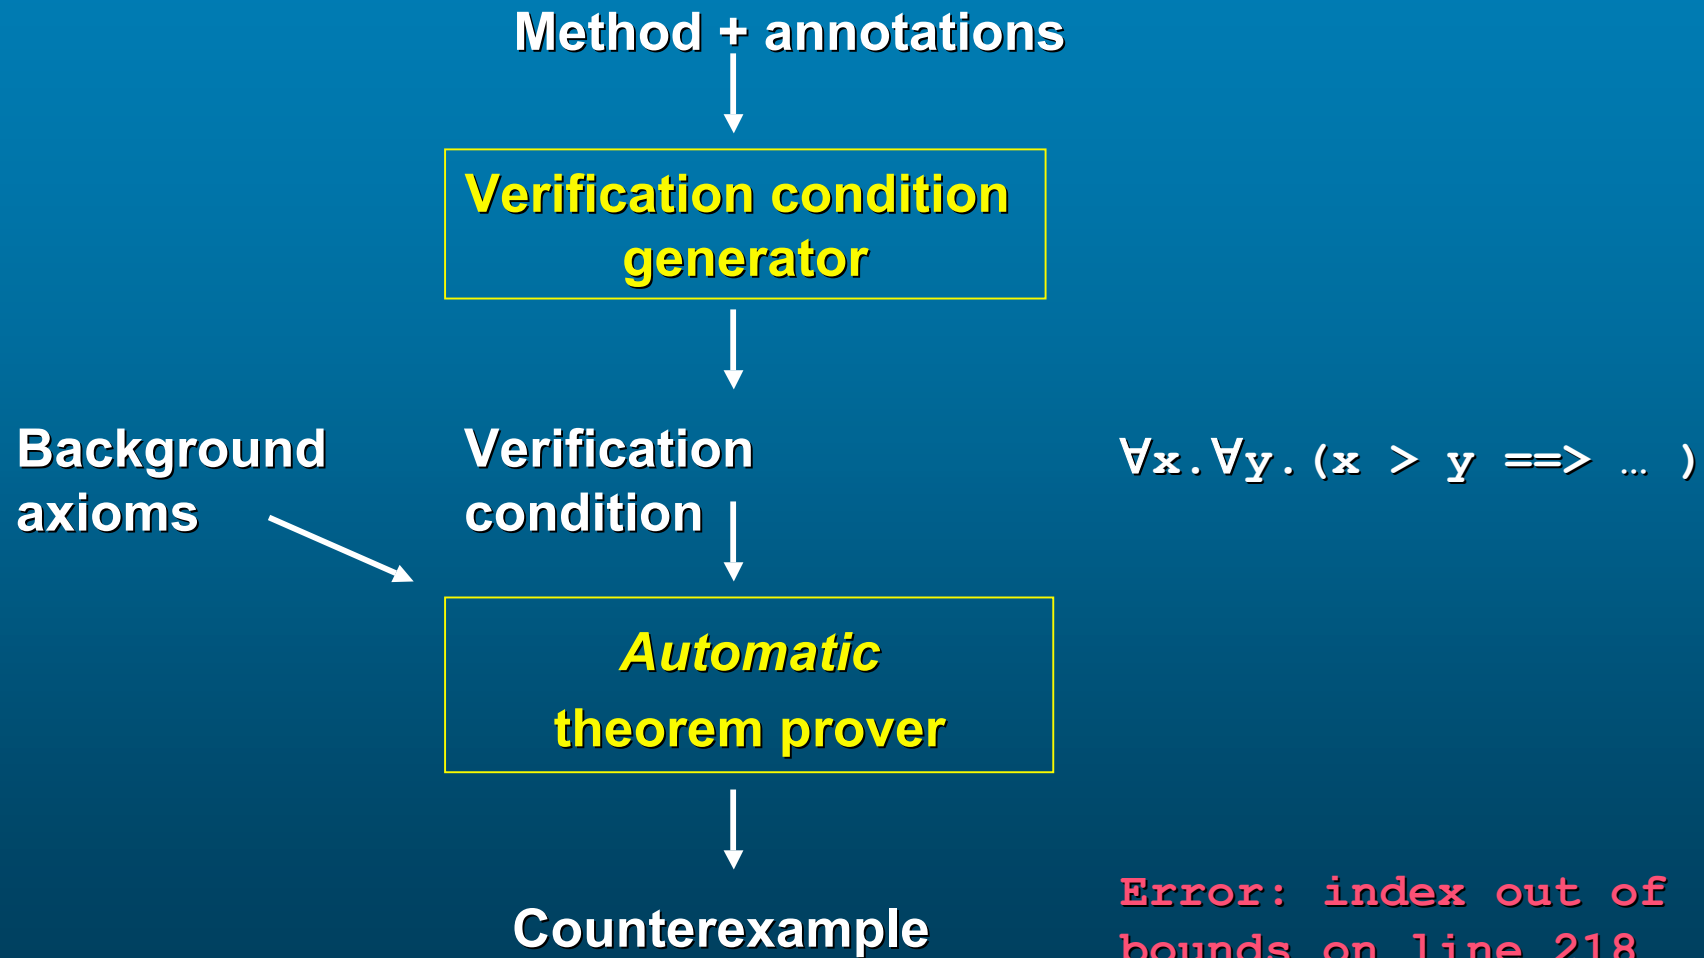 Method + annotations
Verification condition
generator
Background
axioms
Verification
condition
∀x.∀y.(x > y ==> … )
Automatic
theorem prover
Counterexample
Error: index out of
bounds on line 218